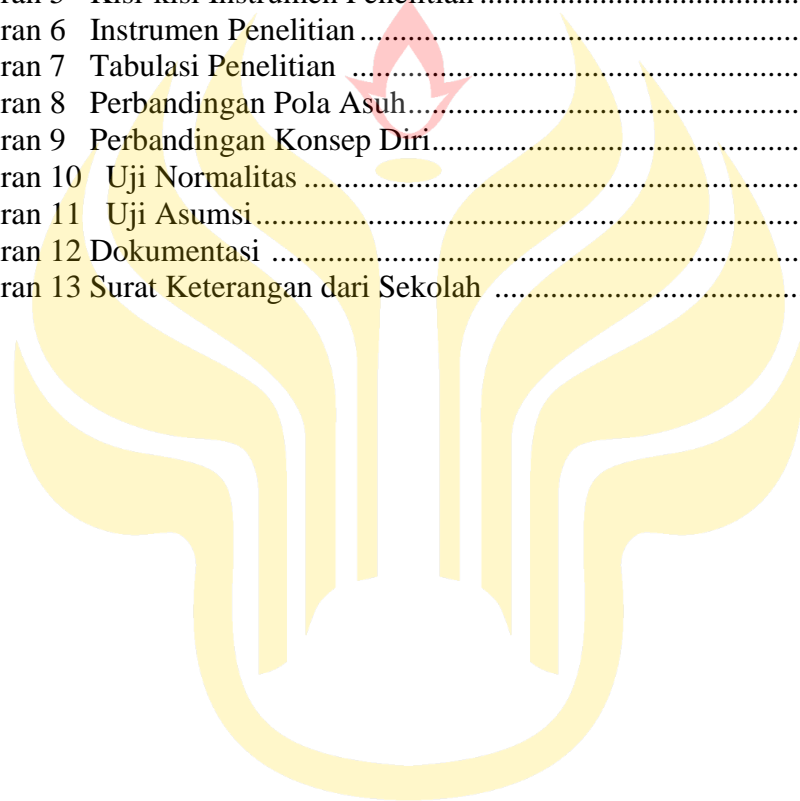 ran 5 Kisi-kisi Instrumen Penelitian ........................................................
ran 6 Instrumen Penelitian ........................................................................
ran 7 Tabulasi Penelitian .........................................................................
ran 8 Perbandingan Pola Asuh.................................................................
ran 9 Perbandingan Konsep Diri..............................................................
ran 10 Uji Normalitas ...............................................................................
ran 11 Uji Asumsi......................................................................................
ran 12 Dokumentasi ...................................................................................
ran 13 Surat Keterangan dari Sekolah ..................................